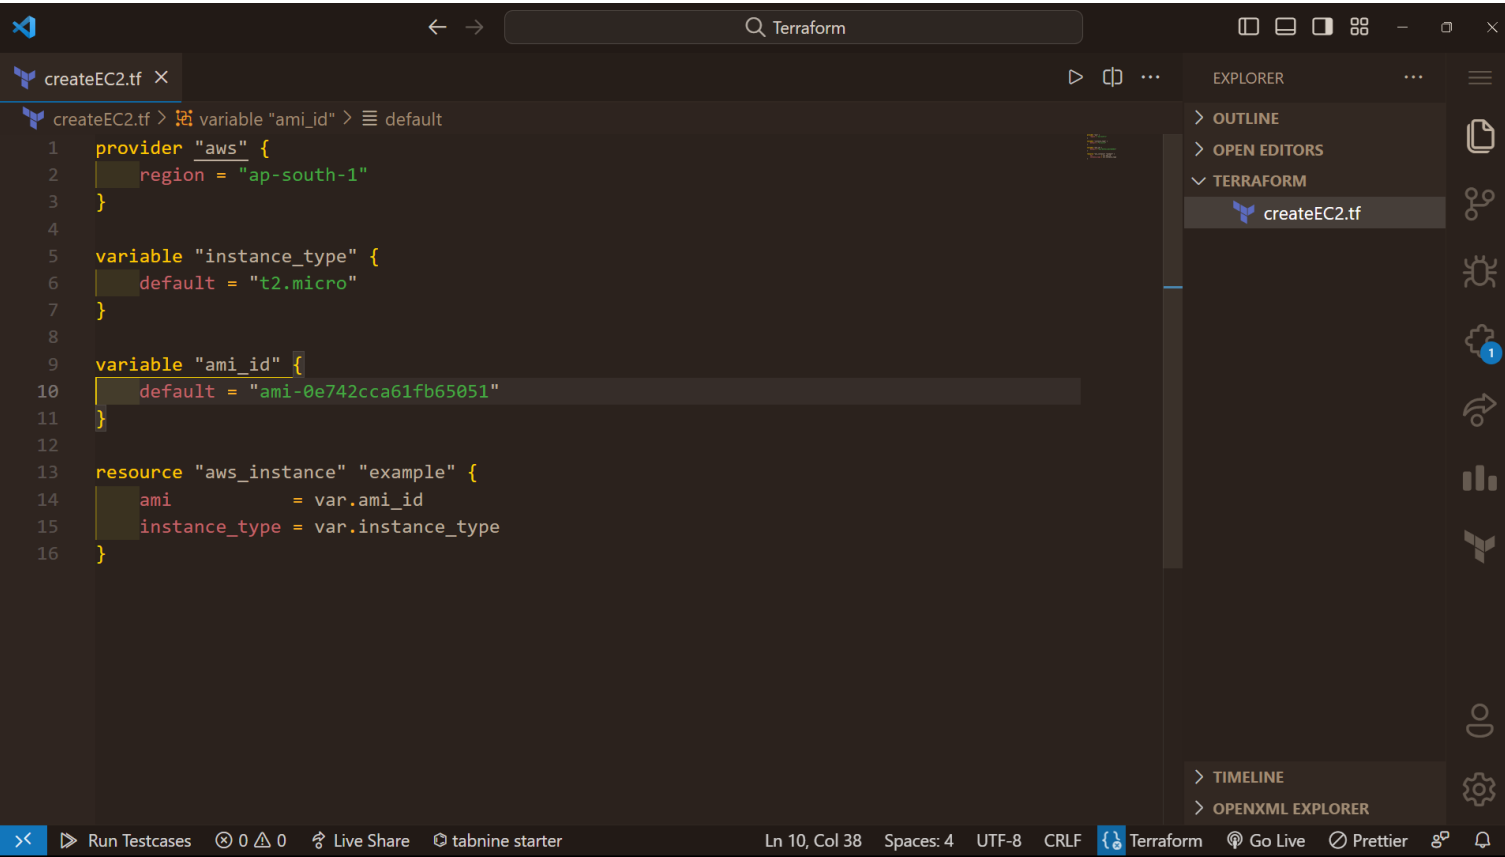 Terraform
createEC2.tf
EXPLORER
createEC2.tf > variable "ami_id" > default
1 provider "aws" {
2     region = "ap-south-1"
3 }
4
5 variable "instance_type" {
6     default = "t2.micro"
7 }
8
9 variable "ami_id" {
10     default = "ami-0e742cca61fb65051"
11 }
12
13 resource "aws_instance" "example" {
14     ami           = var.ami_id
15     instance_type = var.instance_type
16 }
OUTLINE
OPEN EDITORS
TERRAFORM
createEC2.tf
1
TIMELINE
OPENXML EXPLORER
Run Testcases 0 0 Live Share tabnine starter Ln 10, Col 38 Spaces: 4 UTF-8 CRLF Terraform Go Live Prettier